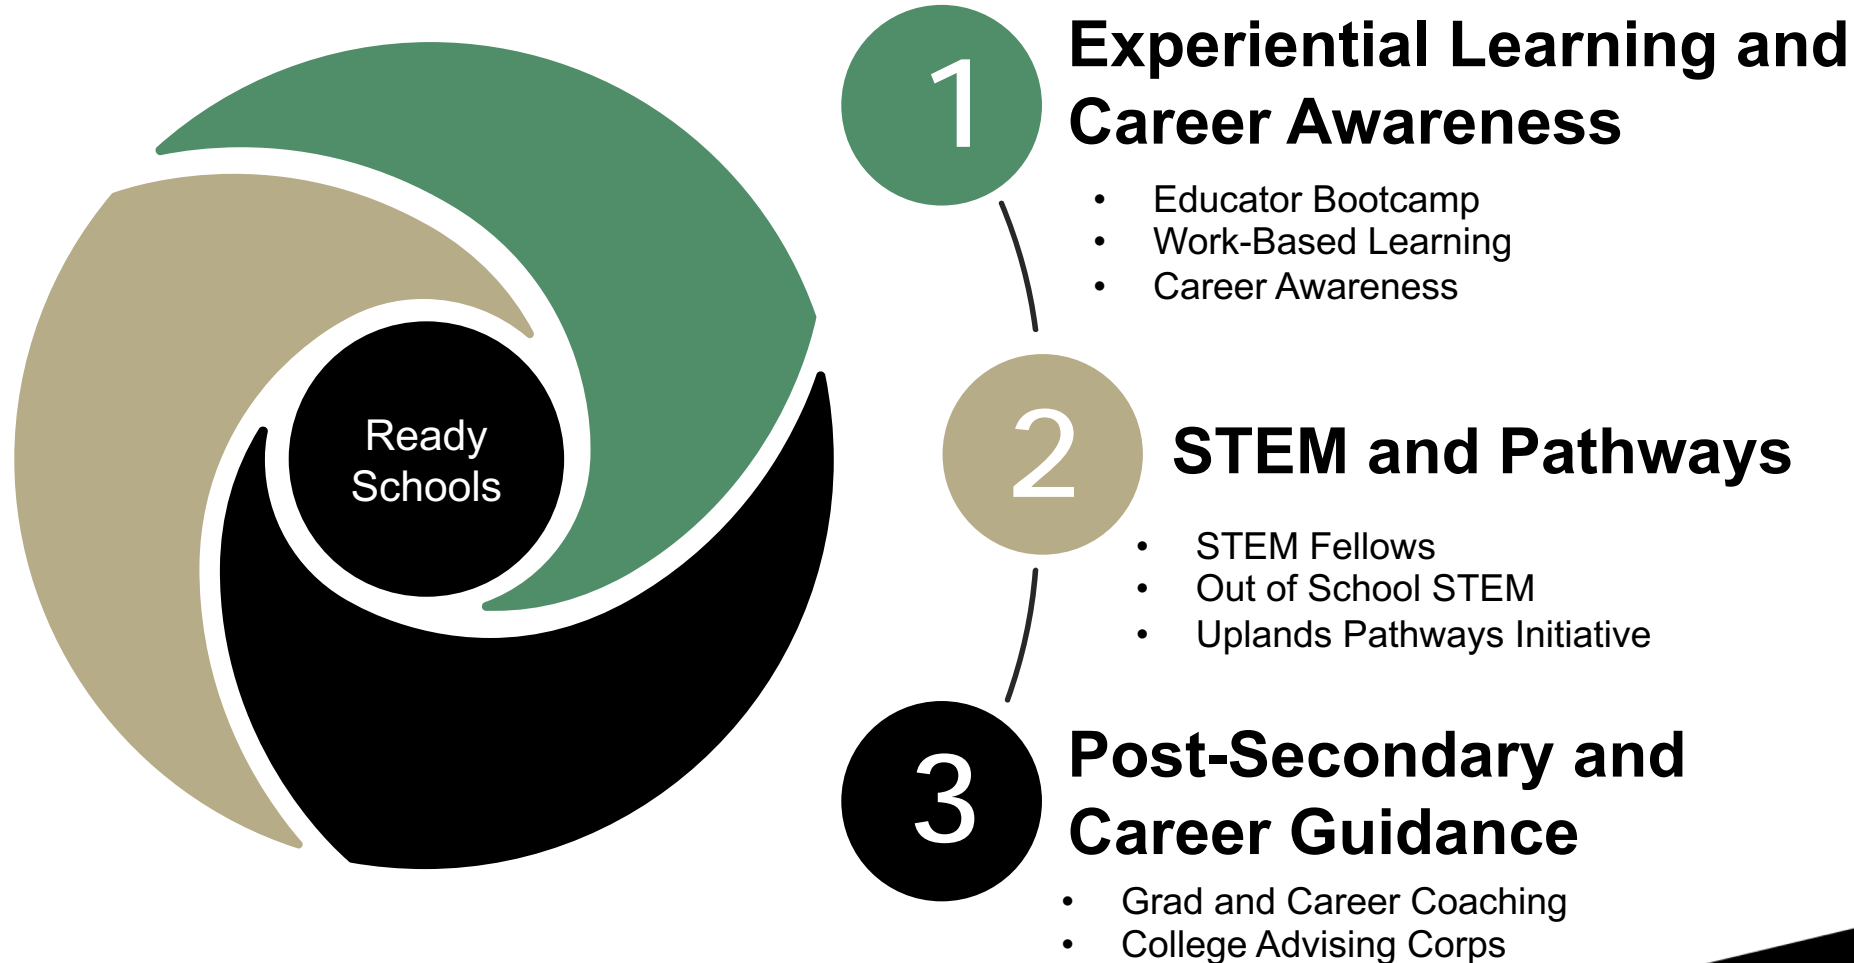 Ready
Schools
1
Experiential Learning and
Career Awareness
• Educator Bootcamp
• Work-Based Learning
• Career Awareness
2
STEM and Pathways
• STEM Fellows
• Out of School STEM
• Uplands Pathways Initiative
3
Post-Secondary and
Career Guidance
• Grad and Career Coaching
• College Advising Corps